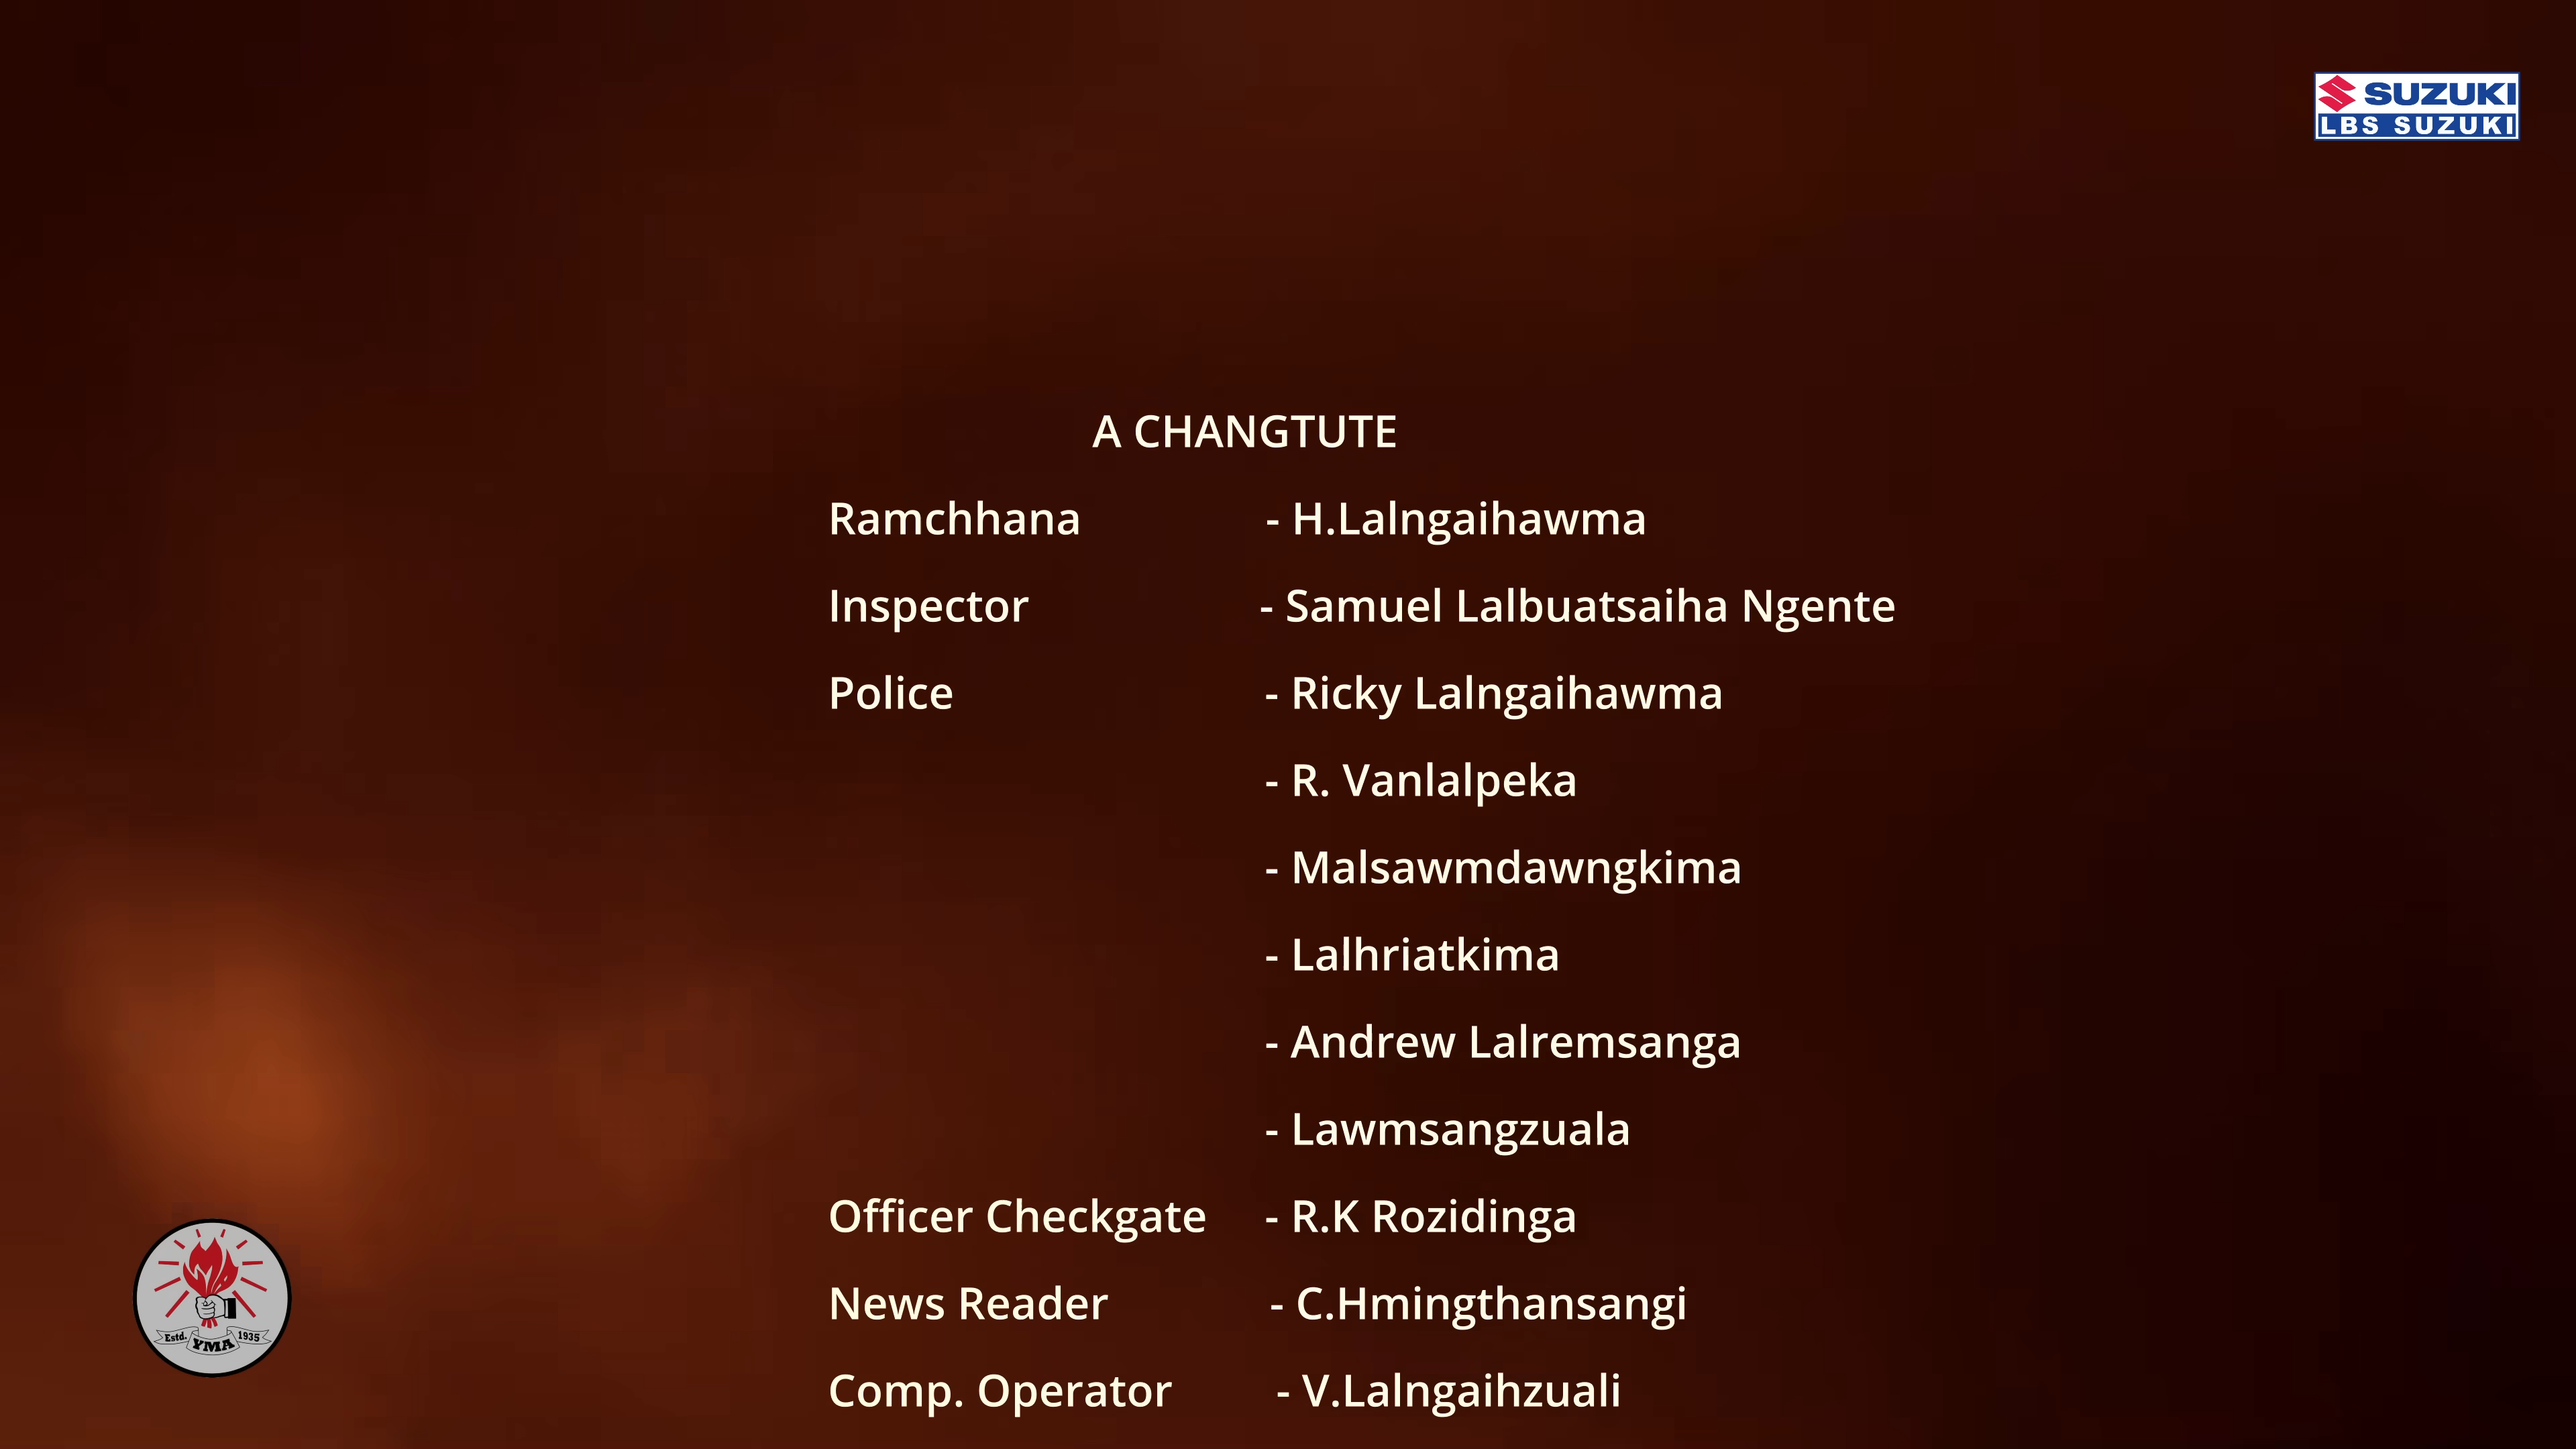 SUZUKI
LBS SUZUKI
A CHANGTUTE
Ramchhana - H.Lalngaihawma
Inspector - Samuel Lalbuatsaiha Ngente
Police - Ricky Lalngaihawma
- R. Vanlalpeka
- Malsawmdawngkima
- Lalhriatkima
- Andrew Lalremsanga
- Lawmsangzuala
Officer Checkgate - R.K Rozidinga
News Reader - C.Hmingthansangi
Comp. Operator - V.Lalngaihzuali
Estd. YMA 1935